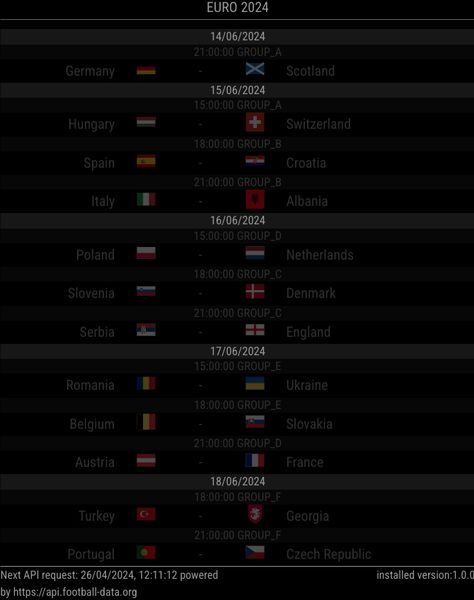 EURO 2024
14/06/2024
21:00:00 GROUP_A
Germany - Scotland
15/06/2024
15:00:00 GROUP_A
Hungary - Switzerland
18:00:00 GROUP_B
Spain - Croatia
21:00:00 GROUP_B
Italy - Albania
16/06/2024
15:00:00 GROUP_D
Poland - Netherlands
18:00:00 GROUP_C
Slovenia - Denmark
21:00:00 GROUP_C
Serbia - England
17/06/2024
15:00:00 GROUP_E
Romania - Ukraine
18:00:00 GROUP_E
Belgium - Slovakia
21:00:00 GROUP_D
Austria - France
18/06/2024
18:00:00 GROUP_F
Turkey - Georgia
21:00:00 GROUP_F
Portugal - Czech Republic
Next API request: 26/04/2024, 12:11:12 powered installed version:1.0.0
by https://api.football-data.org